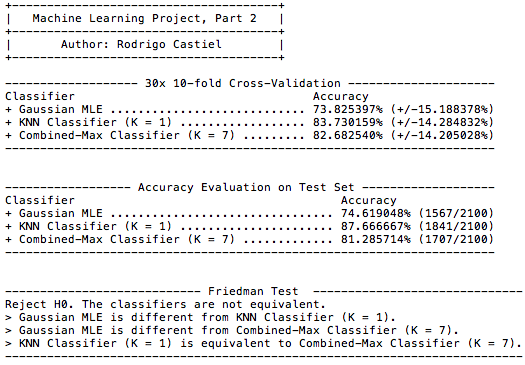 +-----------------------------------+
|   Machine Learning Project, Part 2   |
+-----------------------------------+
|       Author: Rodrigo Castiel        |
+-----------------------------------+
------------------- 30x 10-fold Cross-Validation ---------------------
Classifier                                  Accuracy
+ Gaussian MLE ............................ 73.825397% (+/-15.188378%)
+ KNN Classifier (K = 1) .................. 83.730159% (+/-14.284832%)
+ Combined-Max Classifier (K = 7) ......... 82.682540% (+/-14.205028%)
----------------------------------------------------------------------
------------------ Accuracy Evaluation on Test Set -------------------
Classifier                                      Accuracy
+ Gaussian MLE ................................ 74.619048% (1567/2100)
+ KNN Classifier (K = 1) ...................... 87.666667% (1841/2100)
+ Combined-Max Classifier (K = 7) ............. 81.285714% (1707/2100)
----------------------------------------------------------------------
---------------------------- Friedman Test  --------------------------
Reject H0. The classifiers are not equivalent.
> Gaussian MLE is different from KNN Classifier (K = 1).
> Gaussian MLE is different from Combined-Max Classifier (K = 7).
> KNN Classifier (K = 1) is equivalent to Combined-Max Classifier (K = 7).
--------------------------------------------------------------------------